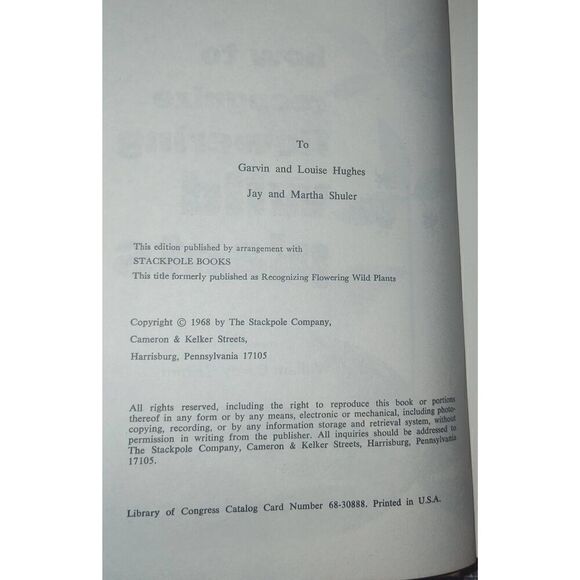 To
Garvin and Louise Hughes
Jay and Martha Shuler
This edition published by arrangement with
STACKPOLE BOOKS
This title formerly published as Recognizing Flowering Wild Plants
Copyright © 1968 by The Stackpole Company,
Cameron & Kelker Streets,
Harrisburg, Pennsylvania 17105
All rights reserved, including the right to reproduce this book or portions
thereof in any form or by any means, electronic or mechanical, including photo-
copying, recording, or by any information storage and retrieval system, without
permission in writing from the publisher. All inquiries should be addressed to
The Stackpole Company, Cameron & Kelker Streets, Harrisburg, Pennsylvania
17105.
Library of Congress Catalog Card Number 68-30888. Printed in U.S.A.